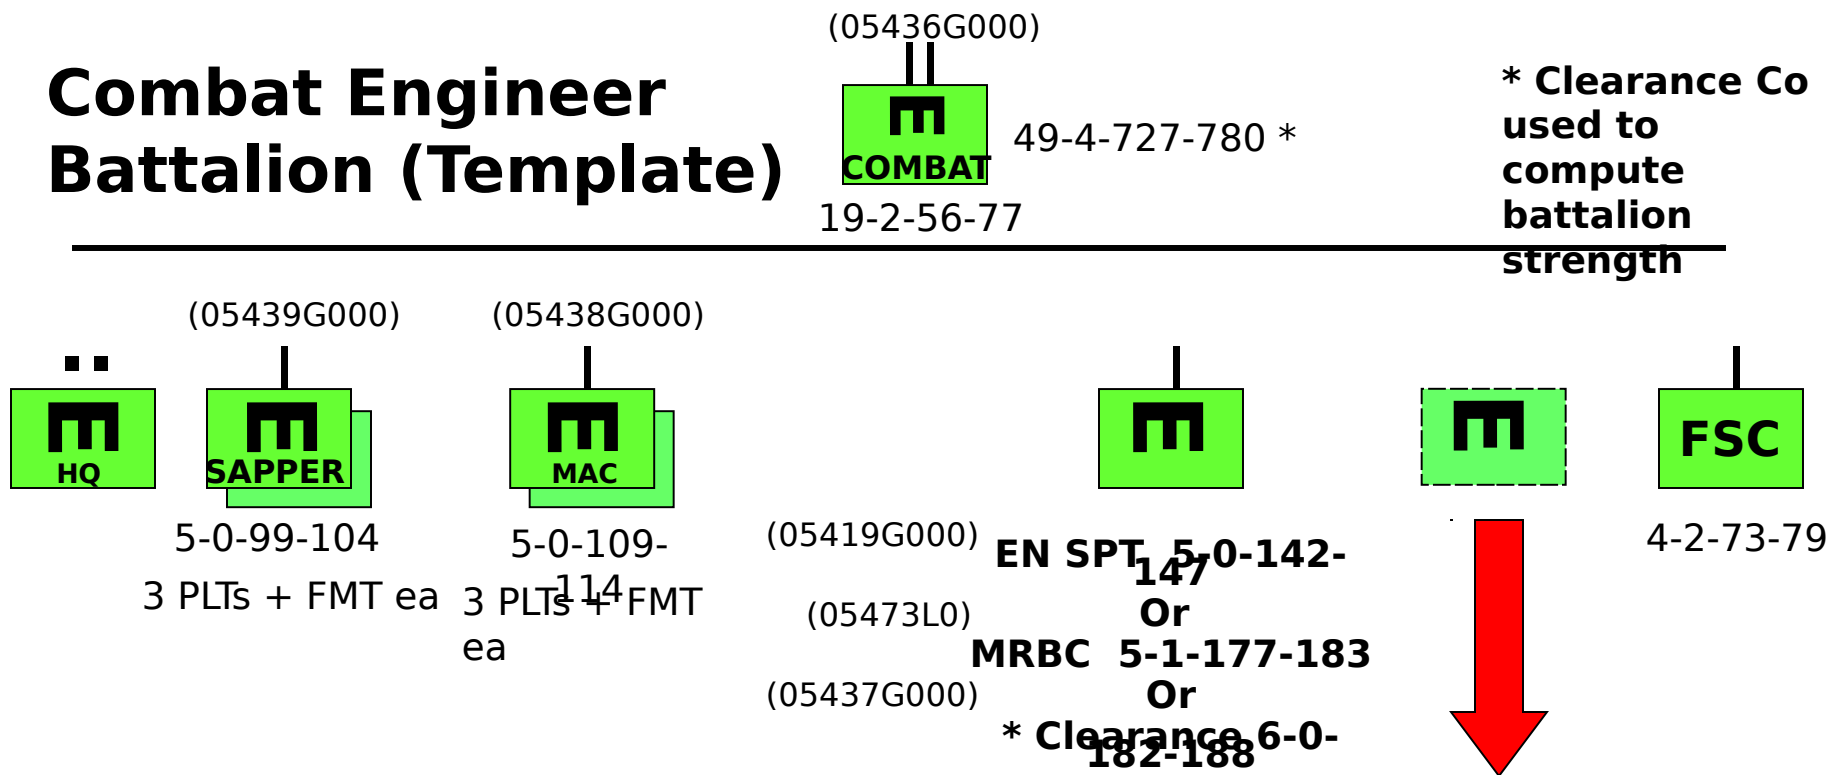 (05436G000)
Combat Engineer
Battalion (Template)
COMBAT
49-4-727-780 *
19-2-56-77
* Clearance Co
used to
compute
battalion
strength
(05439G000)
(05438G000)
E
HQ
E
SAPPER
E
MAC
E
E
FSC
5-0-99-104
3 PLTs + FMT ea
5-0-109-
114
3 PLTs + FMT
ea
(05419G000)
EN SPT 5-0-142-
147
Or
(05473L0)
MRBC 5-1-177-183
Or
(05437G000)
* Clearance 6-0-
182-188
4-2-73-79